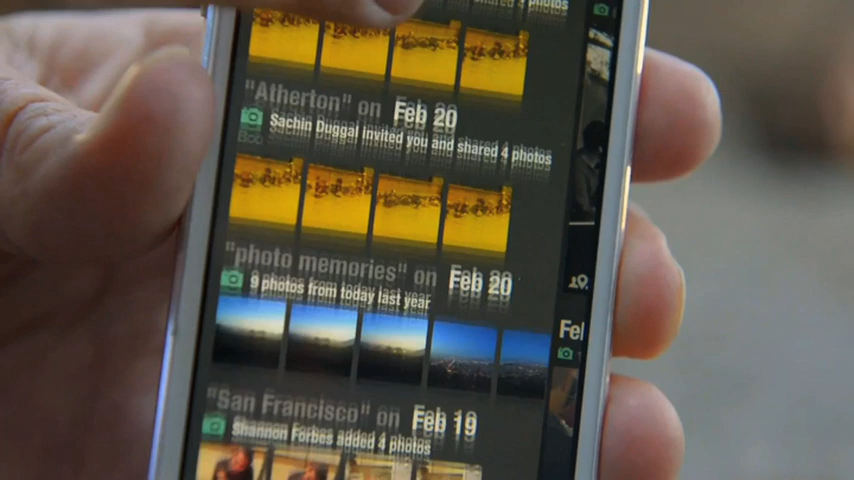 photos
"Atherton" on Feb 20
Sachin Duggal invited you and shared 4 photos
"photo memories" on Feb 20
9 photos from today last year
"San Francisco" on Feb 19
Shannon Forbes added 4 photos